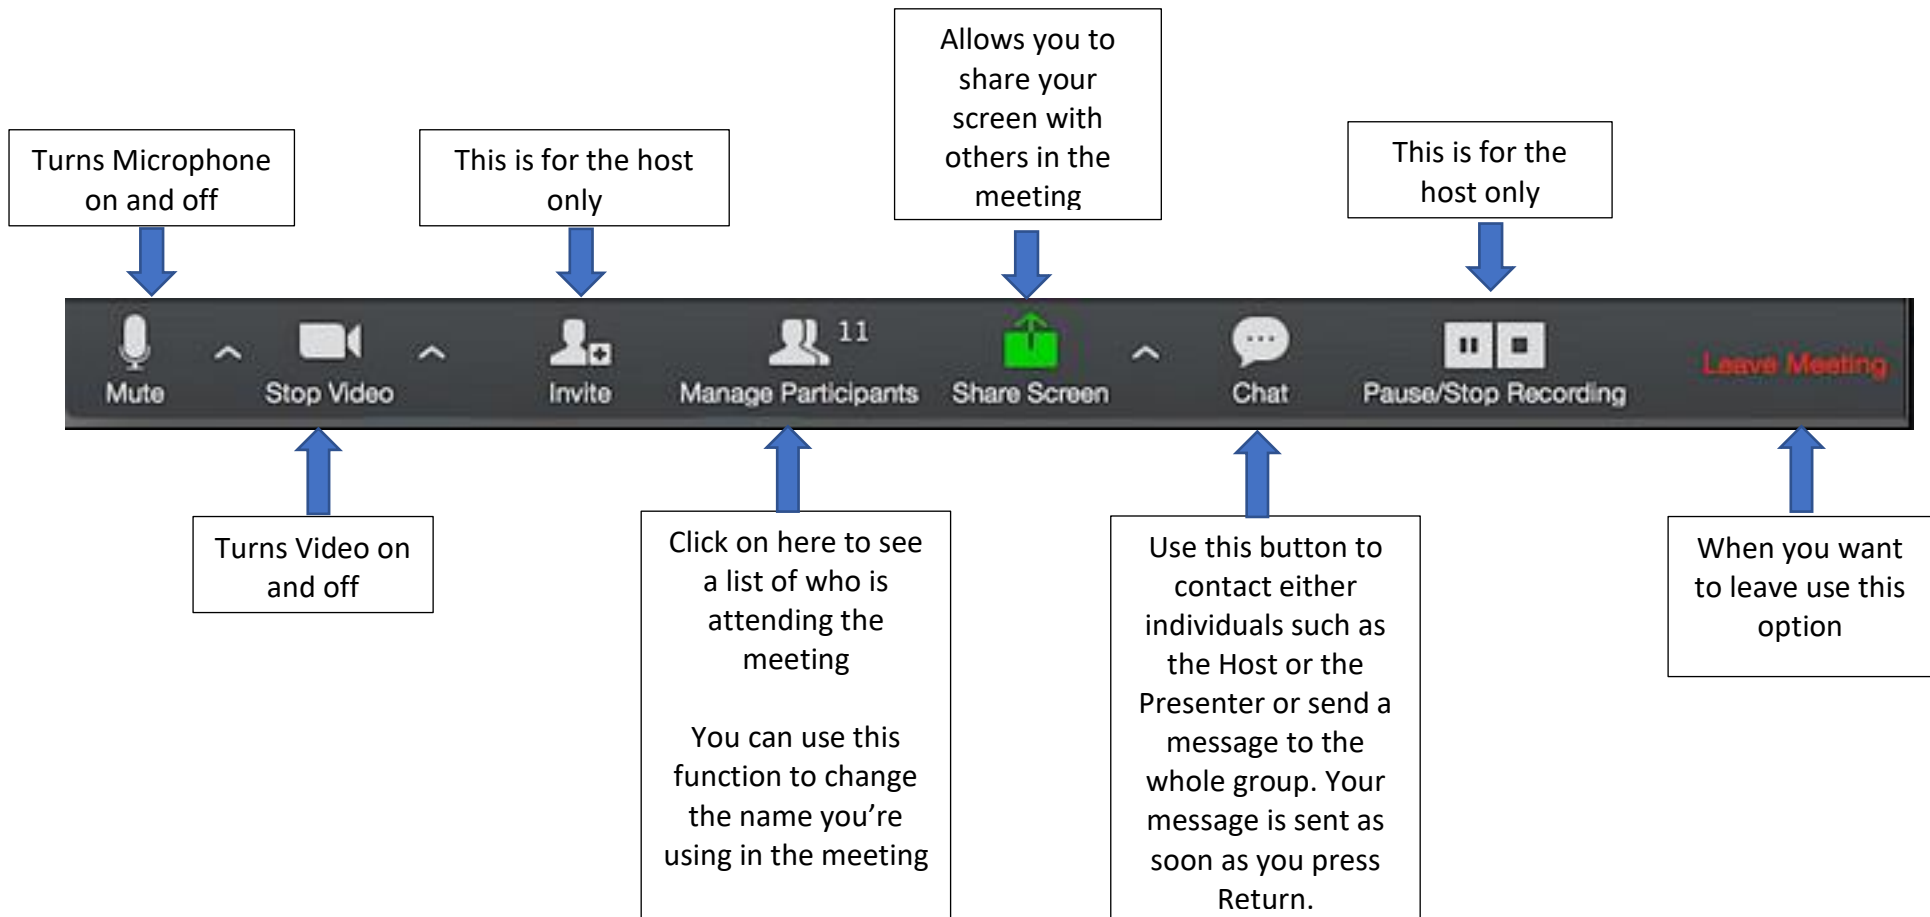 Allows you to
share your
screen with
others in the
meeting
Turns Microphone
on and off
This is for the host
only
This is for the
host only
Mute
Stop Video
Invite
Manage Participants
11
Share Screen
Chat
Pause/Stop Recording
Leave Meeting
Turns Video on
and off
Click on here to see
a list of who is
attending the
meeting
You can use this
function to change
the name you’re
using in the meeting
Use this button to
contact either
individuals such as
the Host or the
Presenter or send a
message to the
whole group. Your
message is sent as
soon as you press
Return.
When you want
to leave use this
option